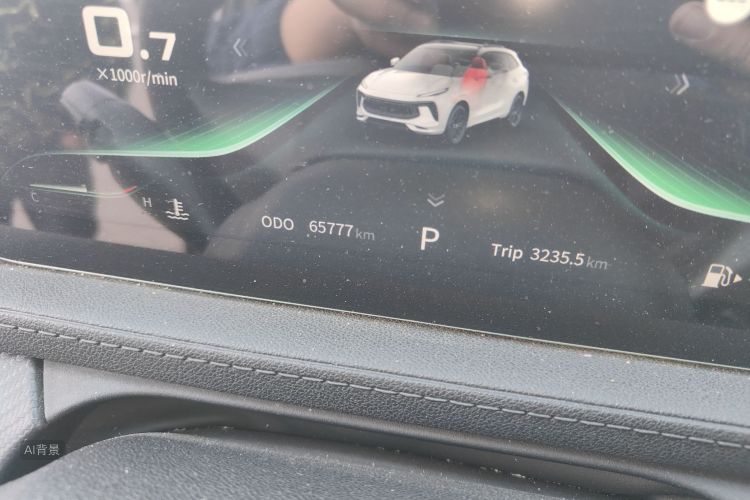 0.7
×1000r/min
C H
ODO 65777 km P Trip 3235.5 km
AI背景